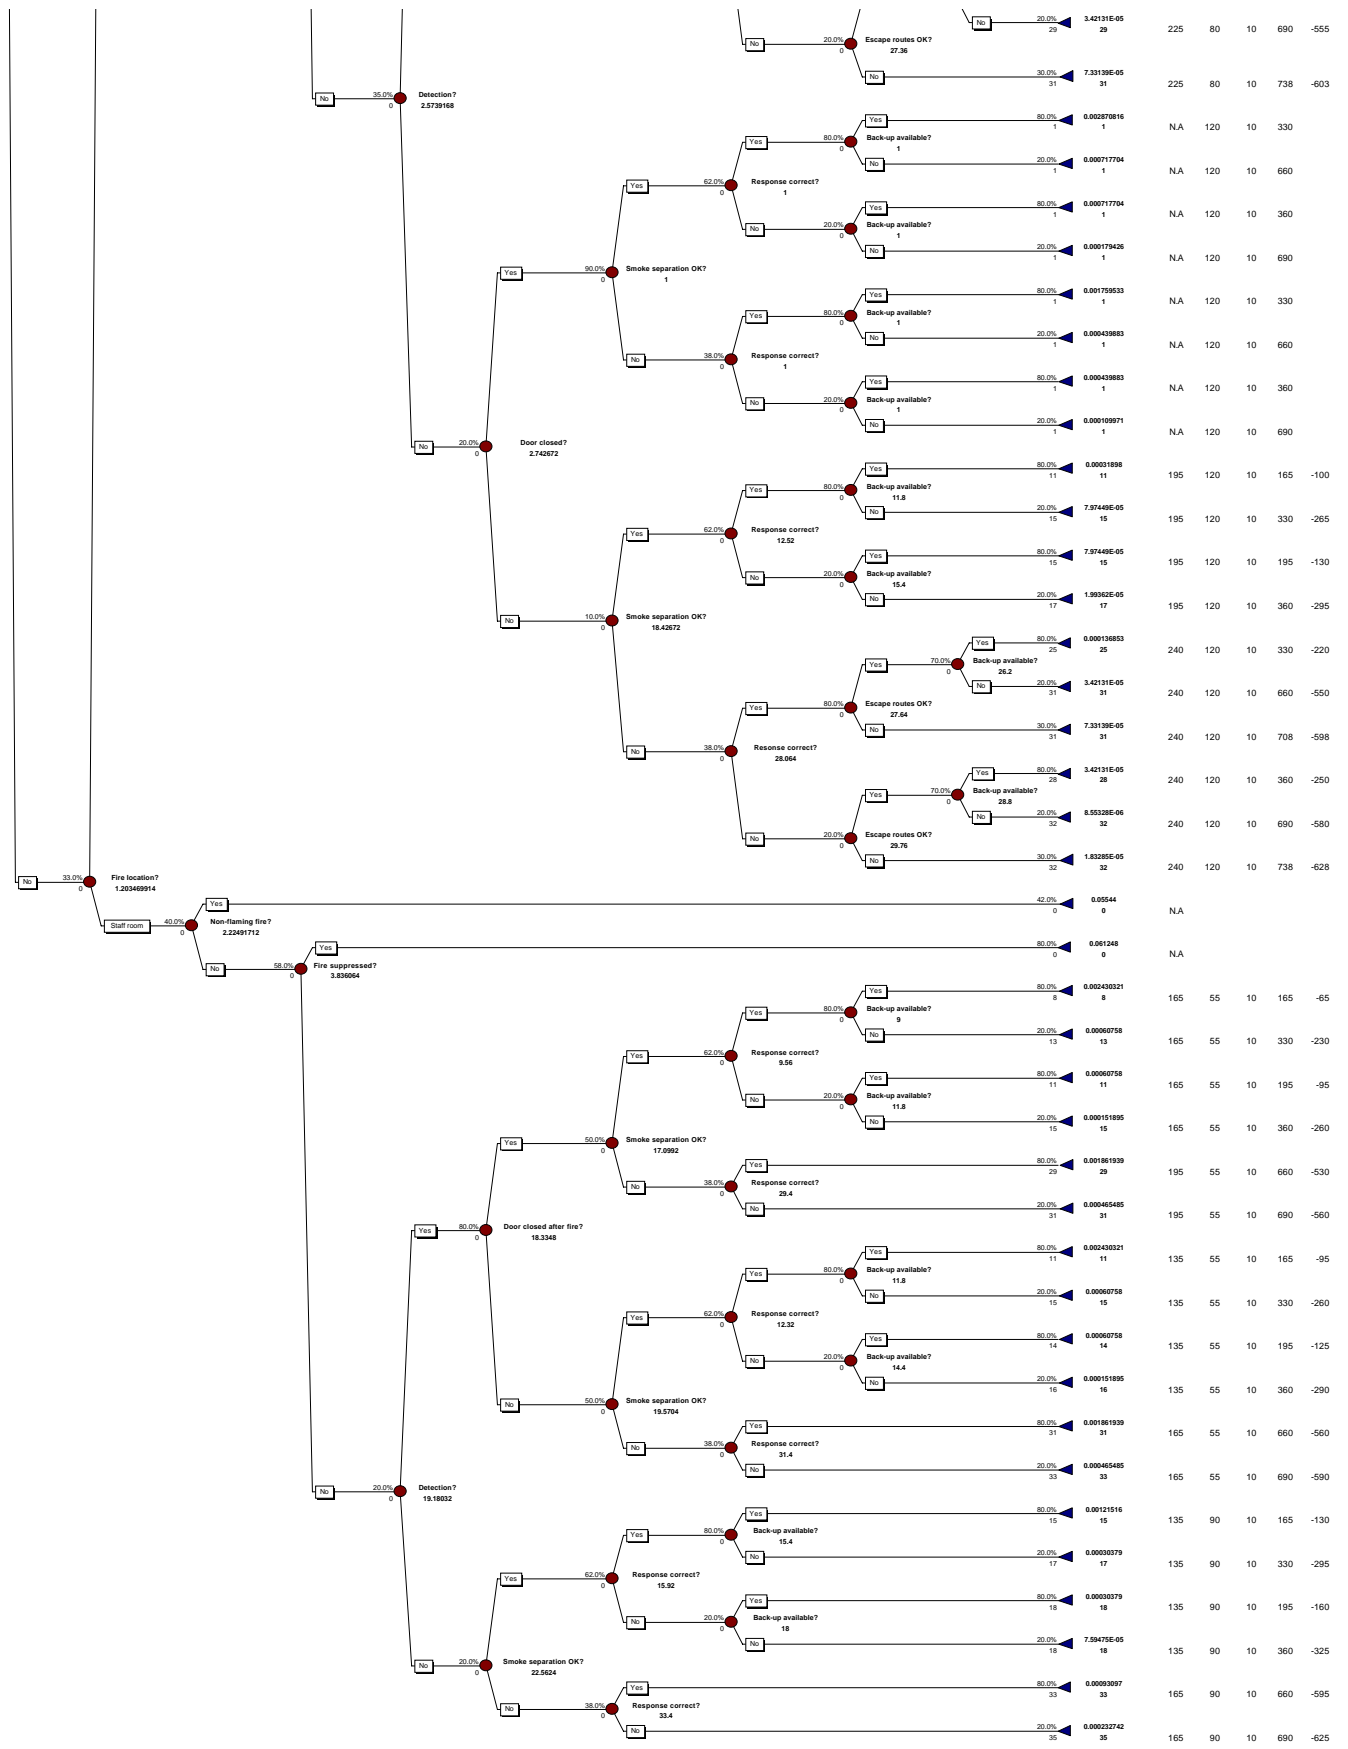 No 20.0% 29 3.42131E-05 29 225 80 10 690 -555
No 20.0% 0 Escape routes OK? 27.36
No 30.0% 31 7.33139E-05 31 225 80 10 738 -603
No 35.0% 0 Detection? 2.5739168
Yes 80.0% 1 0.002870816 1 N.A 120 10 330
Yes 80.0% 0 Back-up available? 1
No 20.0% 1 0.000717704 1 N.A 120 10 660
Yes 62.0% 0 Response correct? 1
Yes 80.0% 1 0.000717704 1 N.A 120 10 360
No 20.0% 0 Back-up available? 1
No 20.0% 1 0.000179426 1 N.A 120 10 690
Yes 90.0% 0 Smoke separation OK? 1
Yes 80.0% 1 0.001759533 1 N.A 120 10 330
Yes 80.0% 0 Back-up available? 1
No 20.0% 1 0.000439883 1 N.A 120 10 660
No 38.0% 0 Response correct? 1
Yes 80.0% 1 0.000439883 1 N.A 120 10 360
No 20.0% 0 Back-up available? 1
No 20.0% 1 0.000109971 1 N.A 120 10 690
No 20.0% 0 Door closed? 2.742672
Yes 80.0% 11 0.00031898 11 195 120 10 165 -100
Yes 80.0% 0 Back-up available? 11.8
No 20.0% 15 7.97449E-05 15 195 120 10 330 -265
Yes 62.0% 0 Response correct? 12.52
Yes 80.0% 15 7.97449E-05 15 195 120 10 195 -130
No 20.0% 0 Back-up available? 15.4
No 20.0% 17 1.99362E-05 17 195 120 10 360 -295
No 10.0% 0 Smoke separation OK? 18.42672
Yes 80.0% 25 0.000136853 25 240 120 10 330 -220
Yes 70.0% 0 Back-up available? 26.2
No 20.0% 31 3.42131E-05 31 240 120 10 660 -550
Yes 80.0% 0 Escape routes OK? 27.64
No 30.0% 31 7.33139E-05 31 240 120 10 708 -598
No 38.0% 0 Resonse correct? 28.064
Yes 80.0% 28 3.42131E-05 28 240 120 10 360 -250
Yes 70.0% 0 Back-up available? 28.8
No 20.0% 32 8.55328E-06 32 240 120 10 690 -580
No 20.0% 0 Escape routes OK? 29.76
No 30.0% 32 1.83285E-05 32 240 120 10 738 -628
No 33.0% 0 Fire location? 1.203469914
Yes 42.0% 0 0.05544 0 N.A
Staff room 40.0% 0 Non-flaming fire? 2.22491712
Yes 80.0% 0 0.061248 0 N.A
No 58.0% 0 Fire suppressed? 3.836064
Yes 80.0% 8 0.002430321 8 165 55 10 165 -65
Yes 80.0% 0 Back-up available? 9
No 20.0% 13 0.00060758 13 165 55 10 330 -230
Yes 62.0% 0 Response correct? 9.56
Yes 80.0% 11 0.00060758 11 165 55 10 195 -95
No 20.0% 0 Back-up available? 11.8
No 20.0% 15 0.000151895 15 165 55 10 360 -260
Yes 50.0% 0 Smoke separation OK? 17.0992
Yes 80.0% 29 0.001861939 29 195 55 10 660 -530
No 38.0% 0 Response correct? 29.4
No 20.0% 31 0.000465485 31 195 55 10 690 -560
Yes 80.0% 0 Door closed after fire? 18.3348
Yes 80.0% 11 0.002430321 11 135 55 10 165 -95
Yes 80.0% 0 Back-up available? 11.8
No 20.0% 15 0.00060758 15 135 55 10 330 -260
Yes 62.0% 0 Response correct? 12.32
Yes 80.0% 14 0.00060758 14 135 55 10 195 -125
No 20.0% 0 Back-up available? 14.4
No 20.0% 16 0.000151895 16 135 55 10 360 -290
No 50.0% 0 Smoke separation OK? 19.5704
Yes 80.0% 31 0.001861939 31 165 55 10 660 -560
No 38.0% 0 Response correct? 31.4
No 20.0% 33 0.000465485 33 165 55 10 690 -590
No 20.0% 0 Detection? 19.18032
Yes 80.0% 15 0.00121516 15 135 90 10 165 -130
Yes 80.0% 0 Back-up available? 15.4
No 20.0% 17 0.00030379 17 135 90 10 330 -295
Yes 62.0% 0 Response correct? 15.92
Yes 80.0% 18 0.00030379 18 135 90 10 195 -160
No 20.0% 0 Back-up available? 18
No 20.0% 18 7.59475E-05 18 135 90 10 360 -325
No 20.0% 0 Smoke separation OK? 22.5624
Yes 80.0% 33 0.00093097 33 165 90 10 660 -595
No 38.0% 0 Response correct? 33.4
No 20.0% 35 0.000232742 35 165 90 10 690 -625